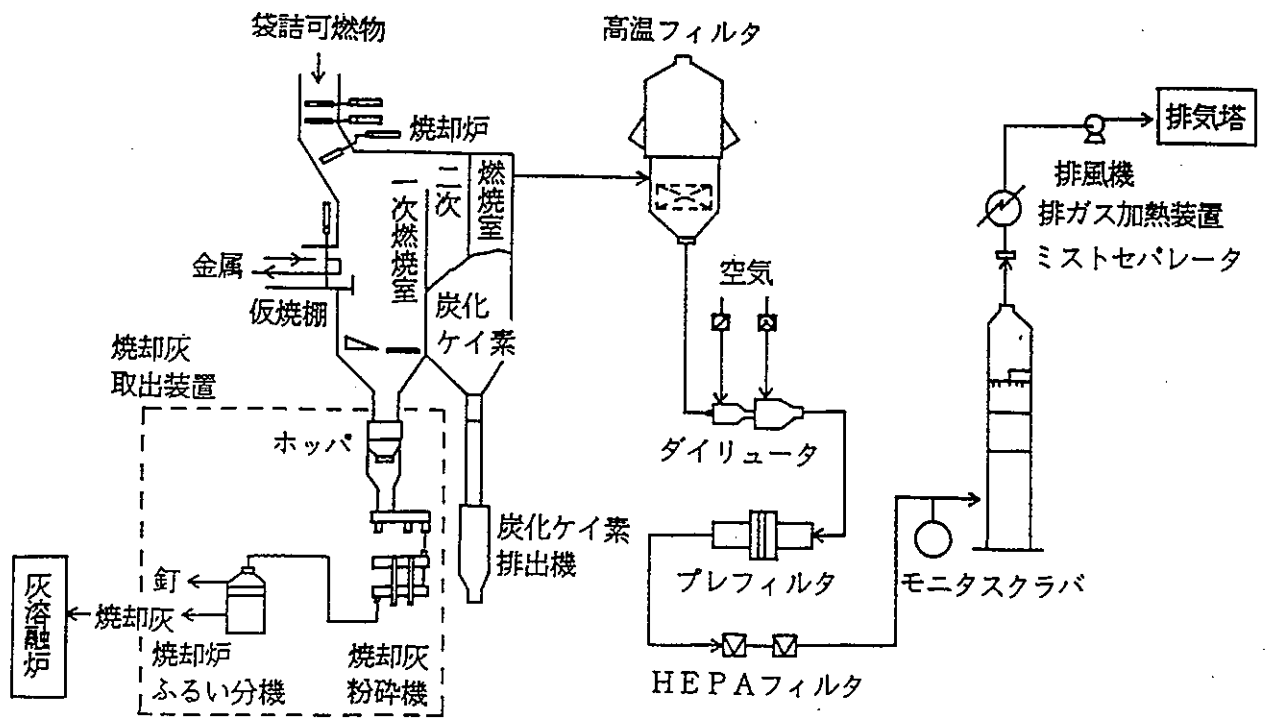 袋詰可燃物
高温フィルタ
焼却炉
一次燃焼室
二次
燃焼室
金属
仮焼棚
炭化
ケイ素
焼却灰
取出装置
ホッパ
炭化ケイ素
排出機
釘
焼却灰
灰溶融炉
焼却炉
ふるい分機
焼却灰
粉砕機
空気
ダイリュータ
プレフィルタ
HEPAフィルタ
モニタスクラバ
排気塔
排風機
排ガス加熱装置
ミストセパレータ